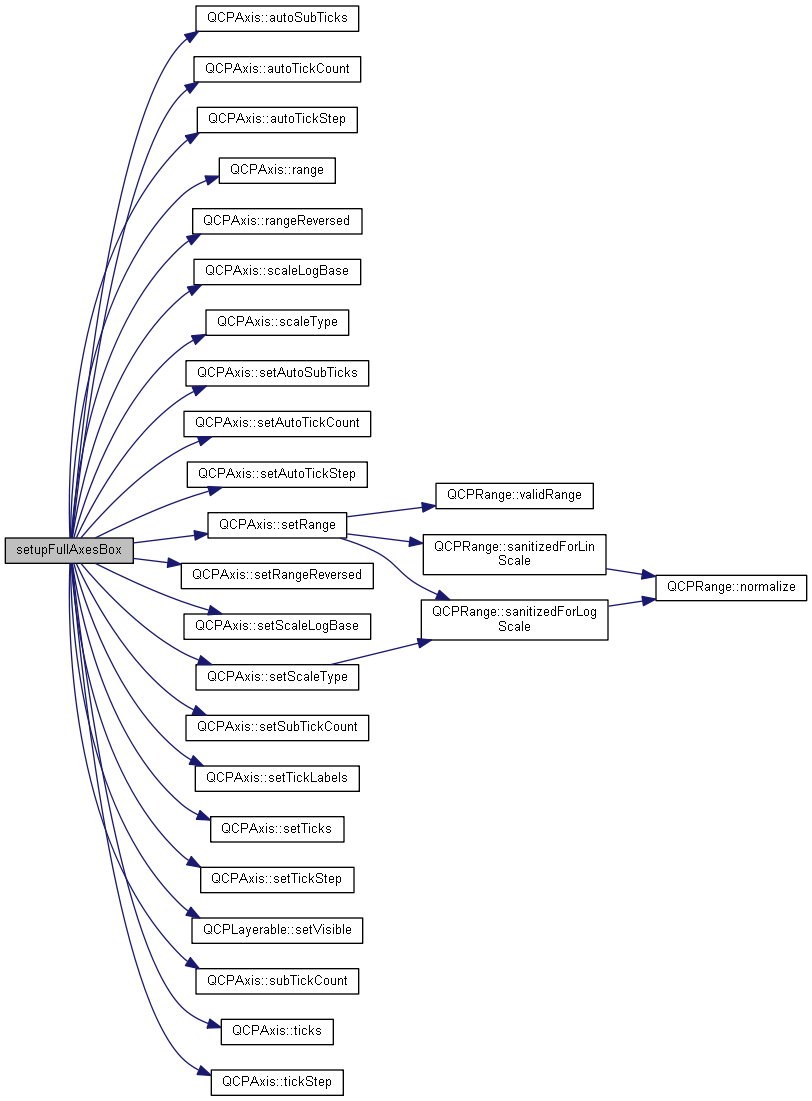 QCPAxis::autoSubTicks
QCPAxis::autoTickCount
QCPAxis::autoTickStep
QCPAxis::range
QCPAxis::rangeReversed
QCPAxis::scaleLogBase
QCPAxis::scaleType
QCPAxis::setAutoSubTicks
QCPAxis::setAutoTickCount
QCPAxis::setAutoTickStep
setupFullAxesBox
QCPAxis::setRange
QCPAxis::setRangeReversed
QCPAxis::setScaleLogBase
QCPAxis::setScaleType
QCPAxis::setSubTickCount
QCPAxis::setTickLabels
QCPAxis::setTicks
QCPAxis::setTickStep
QCPLayerable::setVisible
QCPAxis::subTickCount
QCPAxis::ticks
QCPAxis::tickStep
QCPRange::validRange
QCPRange::sanitizedForLin
Scale
QCPRange::sanitizedForLog
Scale
QCPRange::normalize